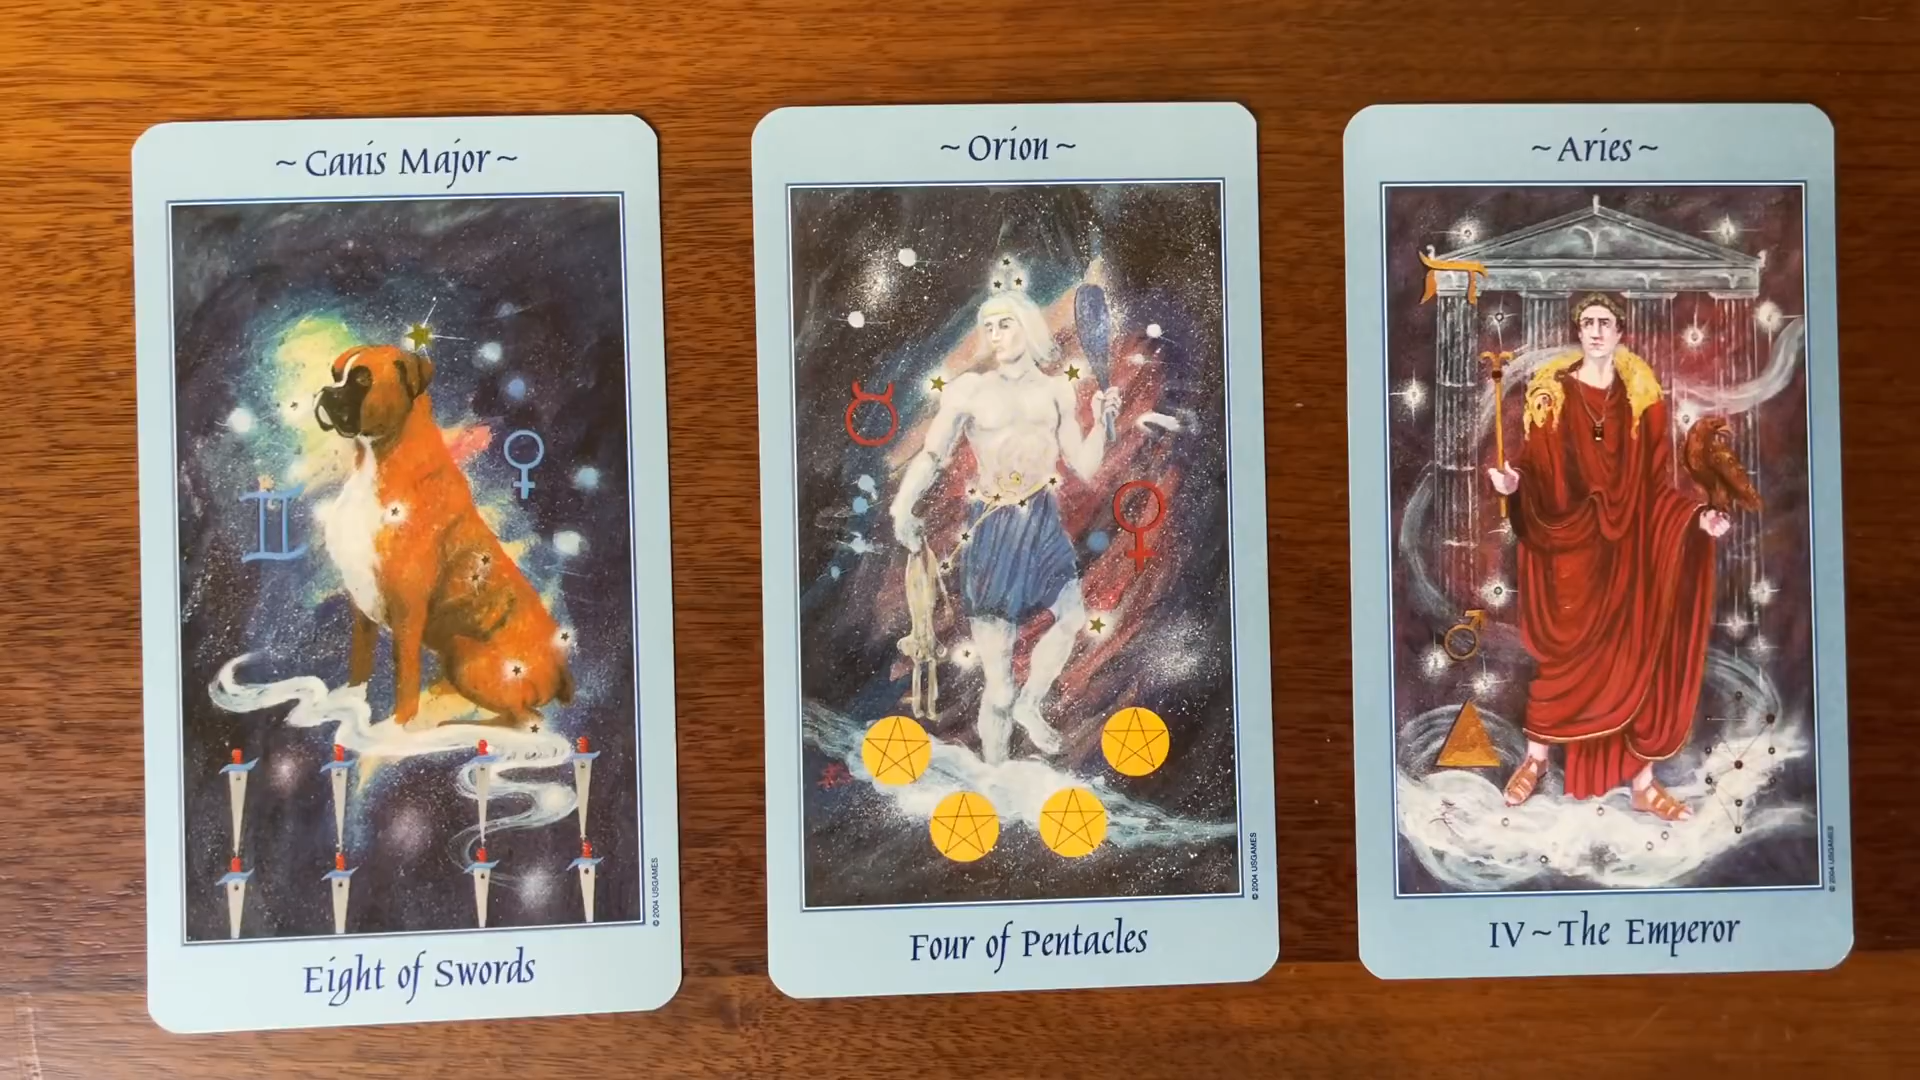 ~Canis Major~
© 2004 USGAMES
Eight of Swords
~Orion~
© 2004 USGAMES
Four of Pentacles
~Aries~
© 2004 USGAMES
IV~The Emperor